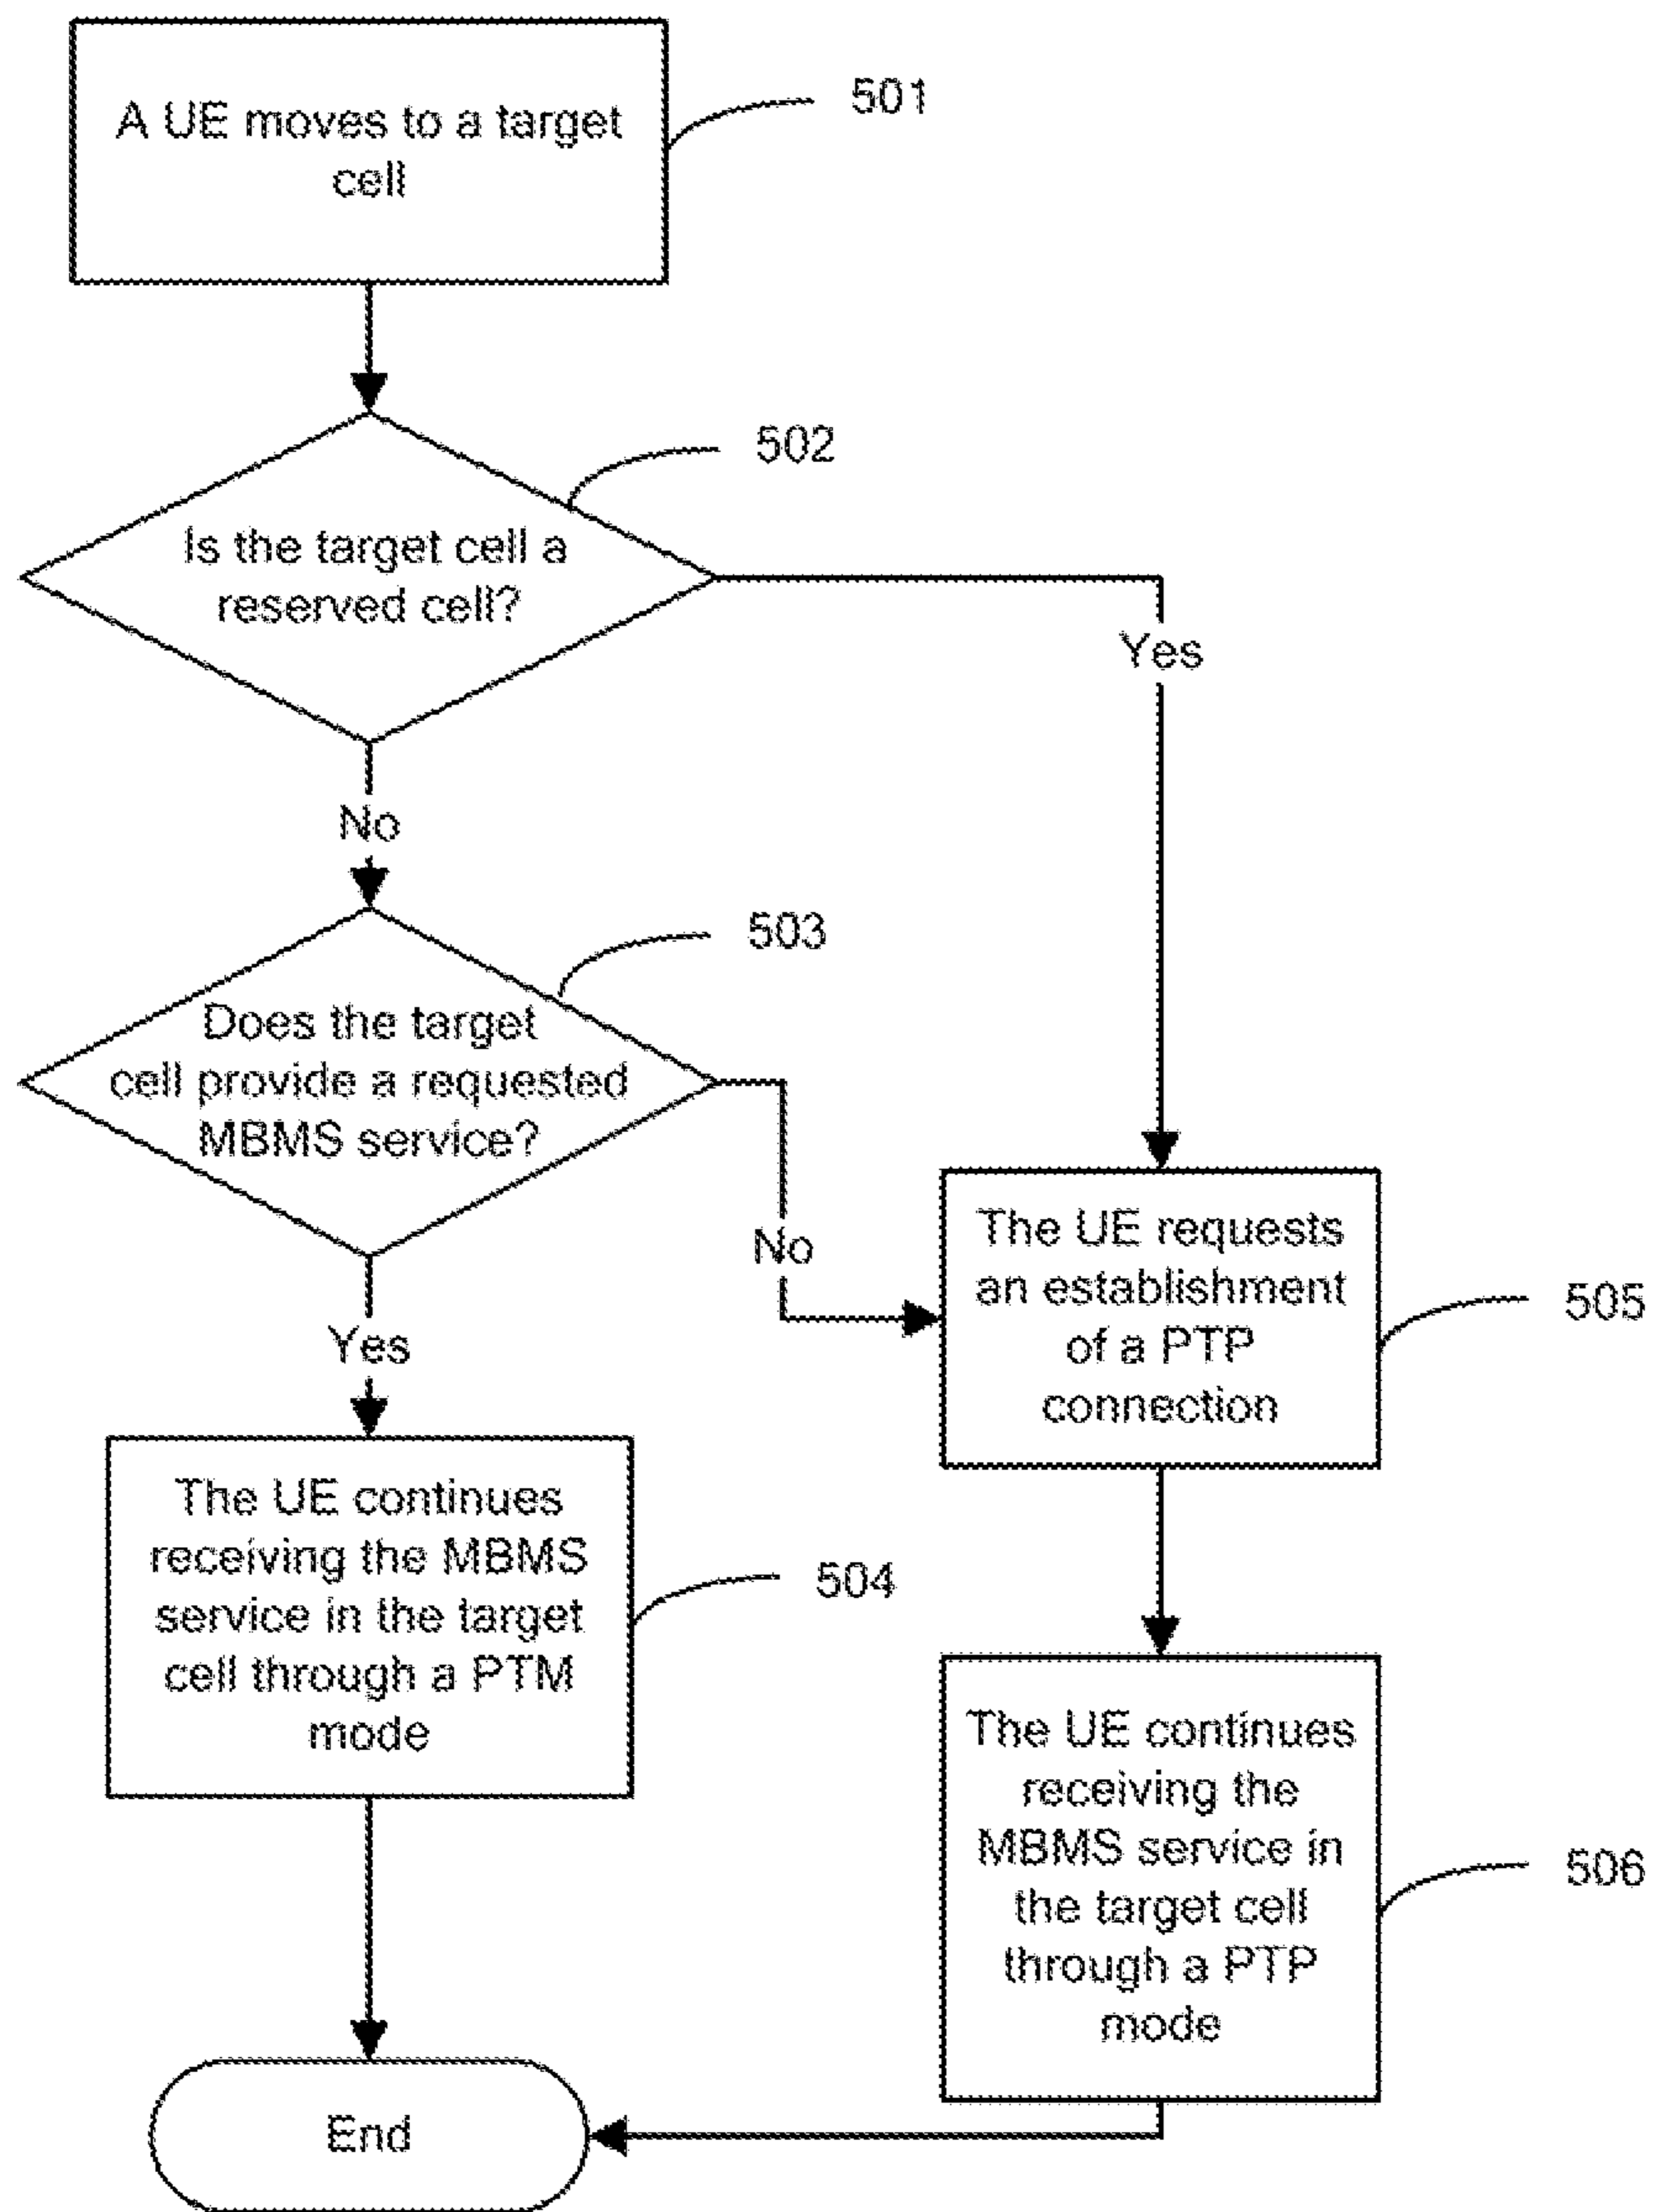 A UE moves to a target
cell
501
502
Is the target cell a
reserved cell?
Yes
No
503
Does the target
cell provide a requested
MBMS service?
No
Yes
The UE requests
an establishment
of a PTP
connection
505
The UE continues
receiving the MBMS
service in the target
cell through a PTM
mode
504
The UE continues
receiving the
MBMS service in
the target cell
through a PTP
mode
506
End